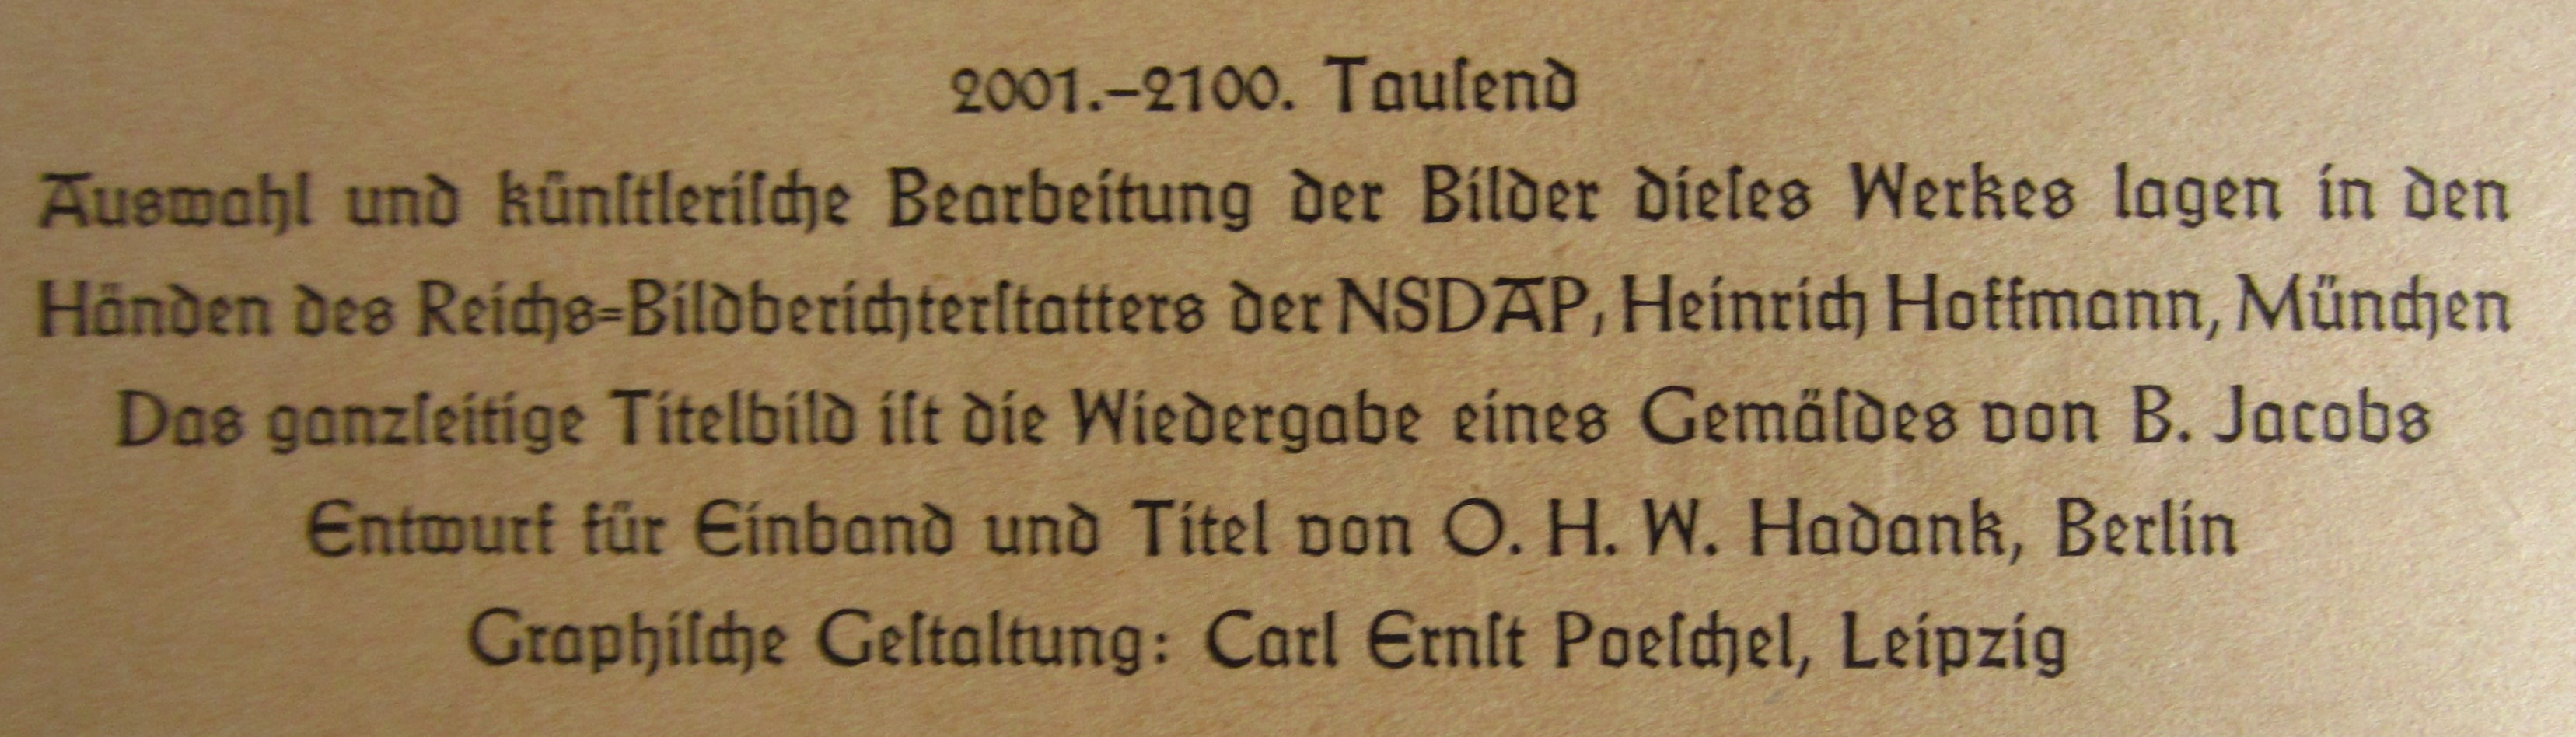 2001.–2100. Tauſend
Auswahl und künſtleriſche Bearbeitung der Bilder dieſes Werkes lagen in den
Händen des Reichs=Bildberichterſtatters der NSDAP, Heinrich Hoffmann, München
Das ganzſeitige Titelbild iſt die Wiedergabe eines Gemäldes von B. Jacobs
Entwurf für Einband und Titel von O. H. W. Hadank, Berlin
Graphiſche Geſtaltung: Carl Ernſt Poeſchel, Leipzig